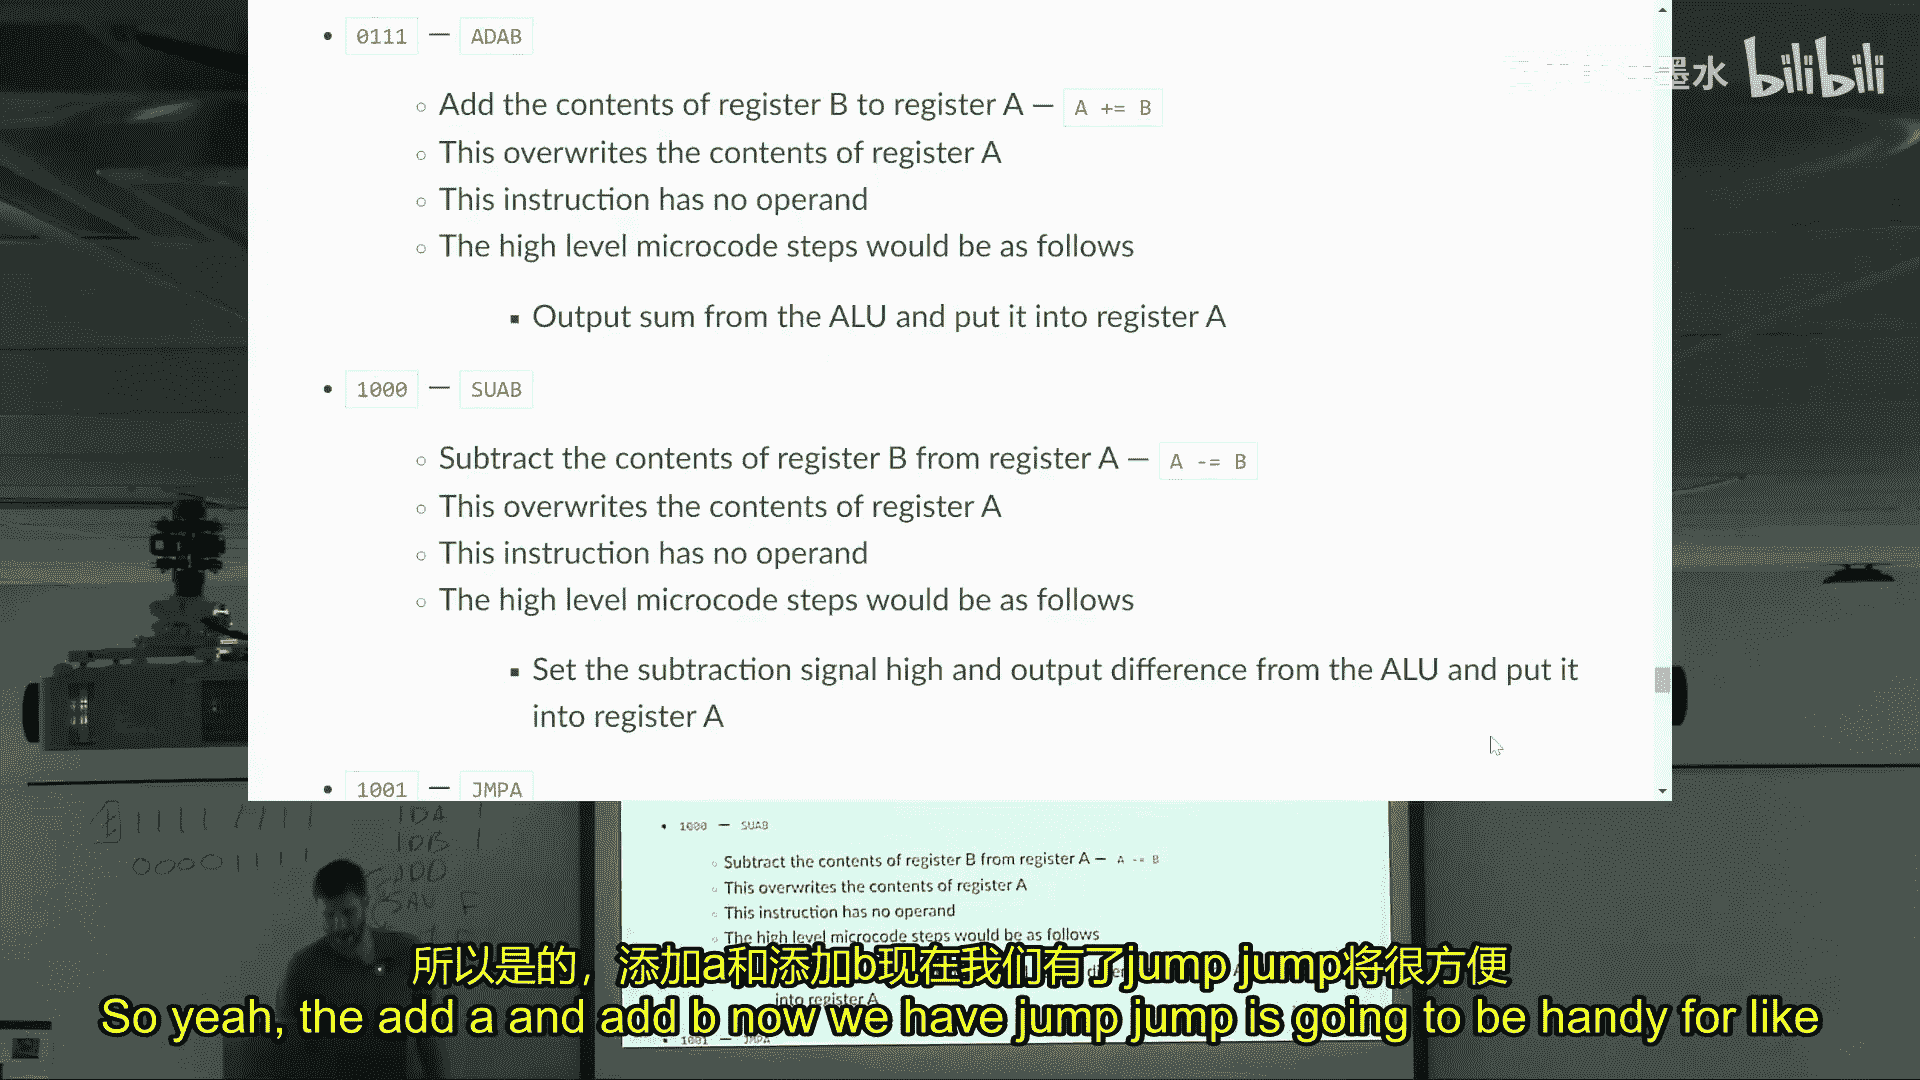 0111 — ADAB
Add the contents of register B to register A — A += B
This overwrites the contents of register A
This instruction has no operand
The high level microcode steps would be as follows
Output sum from the ALU and put it into register A
1000 — SUAB
Subtract the contents of register B from register A — A -= B
This overwrites the contents of register A
This instruction has no operand
The high level microcode steps would be as follows
Set the subtraction signal high and output difference from the ALU and put it
into register A
1001 — JMPA
墨水 bilibili
1000 — SUAB
Subtract the contents of register B from register A — A -= B
This overwrites the contents of register A
This instruction has no operand
The high level microcode steps would be as follows
into register A
1001 — JMPA
00001111
ADD
所以是的，添加a和添加b现在我们有了jump jump将很方便
So yeah, the add a and add b now we have jump jump is going to be handy for like